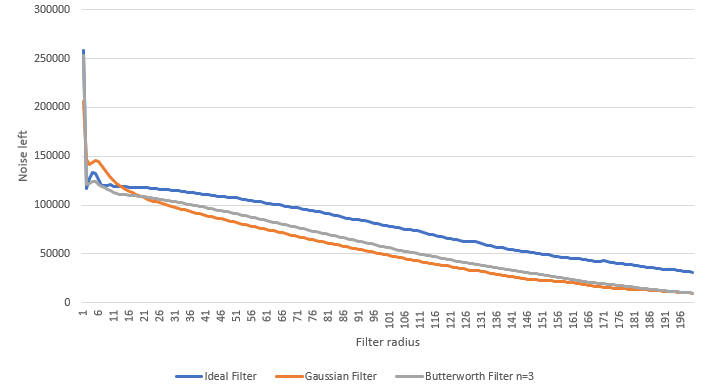 300000
250000
200000
150000
100000
50000
0
Noise left
1 6 11 16 21 26 31 36 41 46 51 56 61 66 71 76 81 86 91 96 101 106 111 116 121 126 131 136 141 146 151 156 161 166 171 176 181 186 191 196
Filter radius
Ideal Filter Gaussian Filter Butterworth Filter n=3